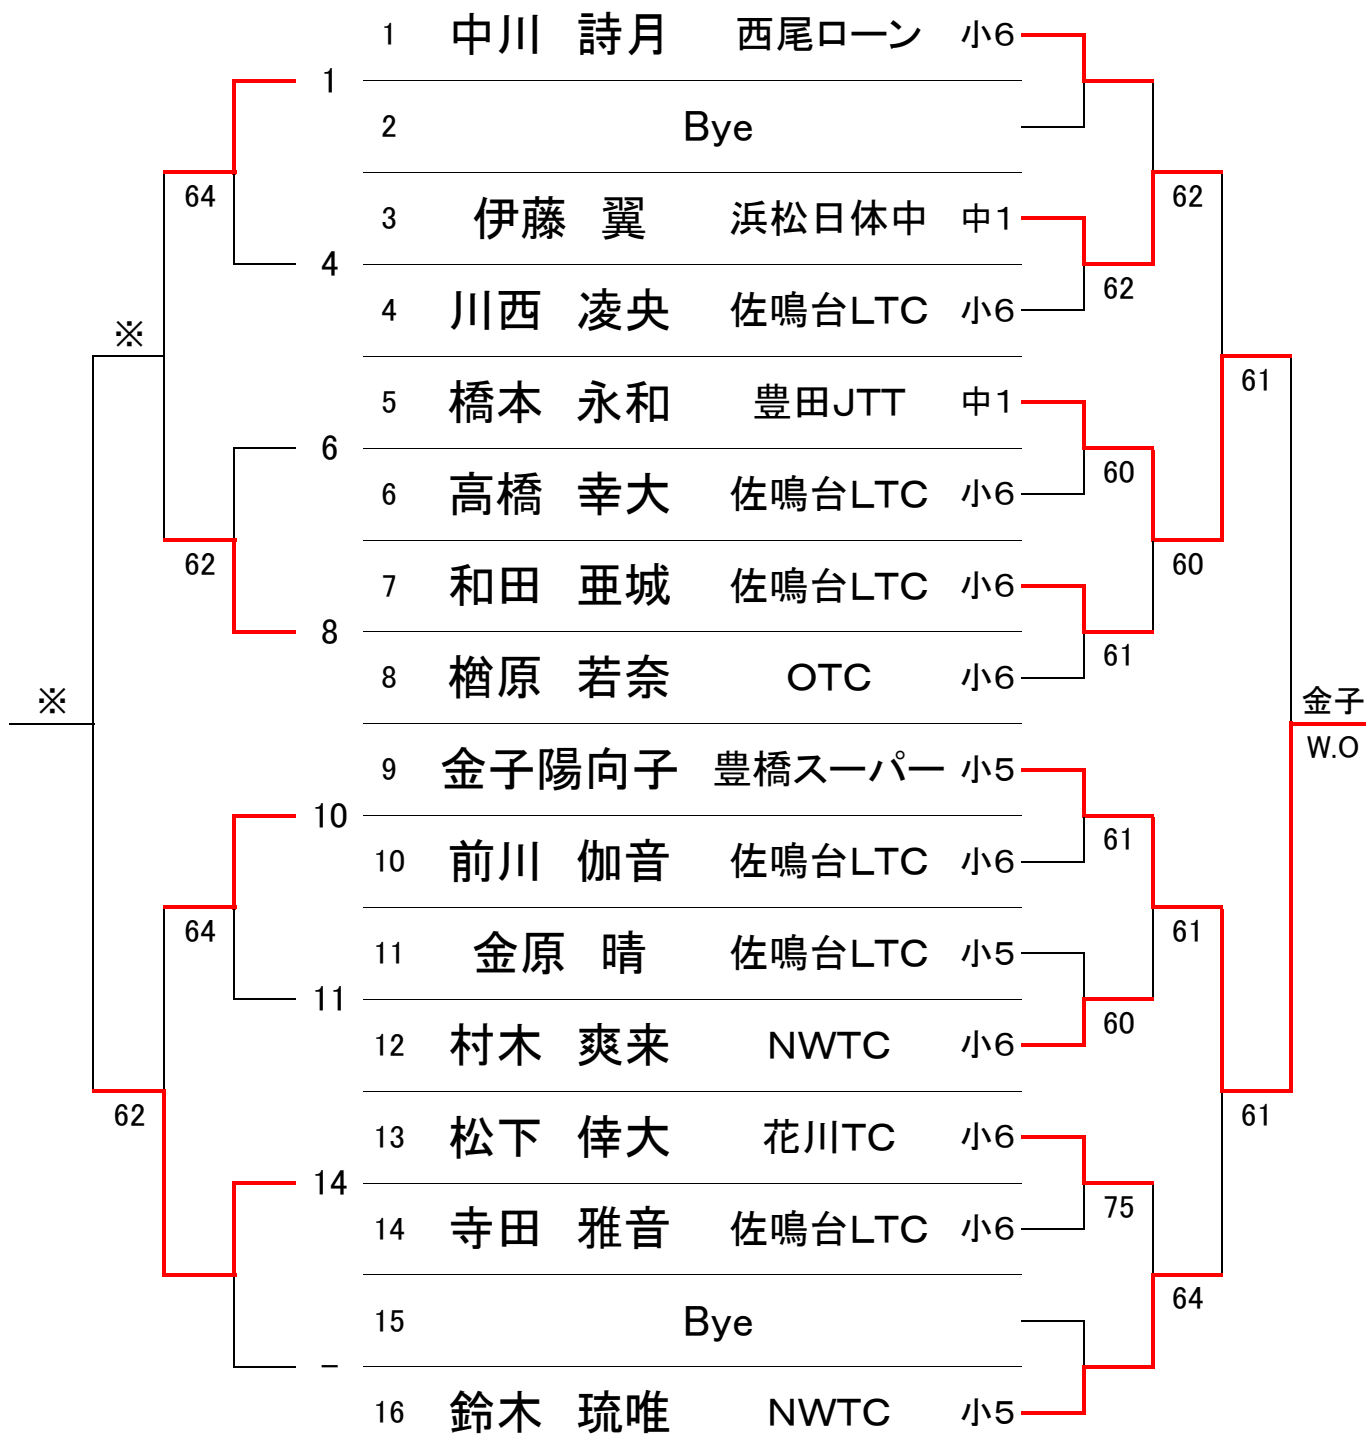 1 中川 詩月 西尾ローン 小6
1
2 Bye
64
62
3 伊藤 翼 浜松日体中 中1
4
62
4 川西 凌央 佐鳴台LTC 小6
※
61
5 橋本 永和 豊田JTT 中1
6
60
6 高橋 幸大 佐鳴台LTC 小6
62
60
7 和田 亜城 佐鳴台LTC 小6
8
61
8 楢原 若奈 OTC 小6
※
金子
W.O
9 金子陽向子 豊橋スーパー 小5
10
61
10 前川 伽音 佐鳴台LTC 小6
64
61
11 金原 晴 佐鳴台LTC 小5
11
60
12 村木 爽来 NWTC 小6
62
61
13 松下 倖大 花川TC 小6
14
75
14 寺田 雅音 佐鳴台LTC 小6
64
15 Bye
-
16 鈴木 琉唯 NWTC 小5